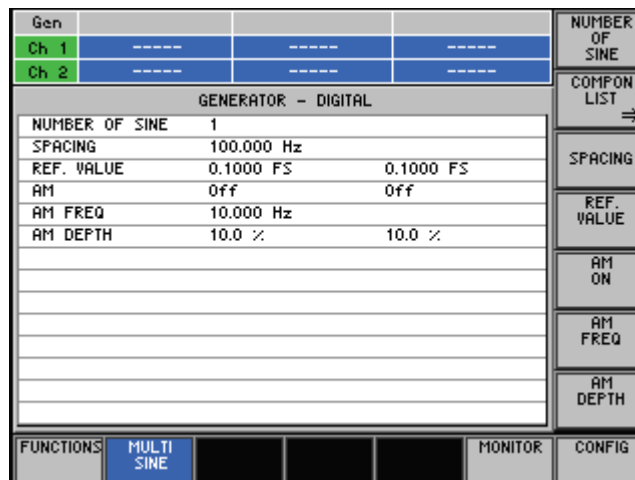 Gen
Ch 1 ----- ----- -----
Ch 2 ----- ----- -----
GENERATOR - DIGITAL
NUMBER OF SINE 1
SPACING 100.000 Hz
REF. VALUE 0.1000 FS 0.1000 FS
AM Off Off
AM FREQ 10.000 Hz
AM DEPTH 10.0 % 10.0 %
NUMBER
OF
SINE
COMPON
LIST
⇒
SPACING
REF.
VALUE
AM
ON
AM
FREQ
AM
DEPTH
FUNCTIONS
MULTI
SINE
MONITOR
CONFIG